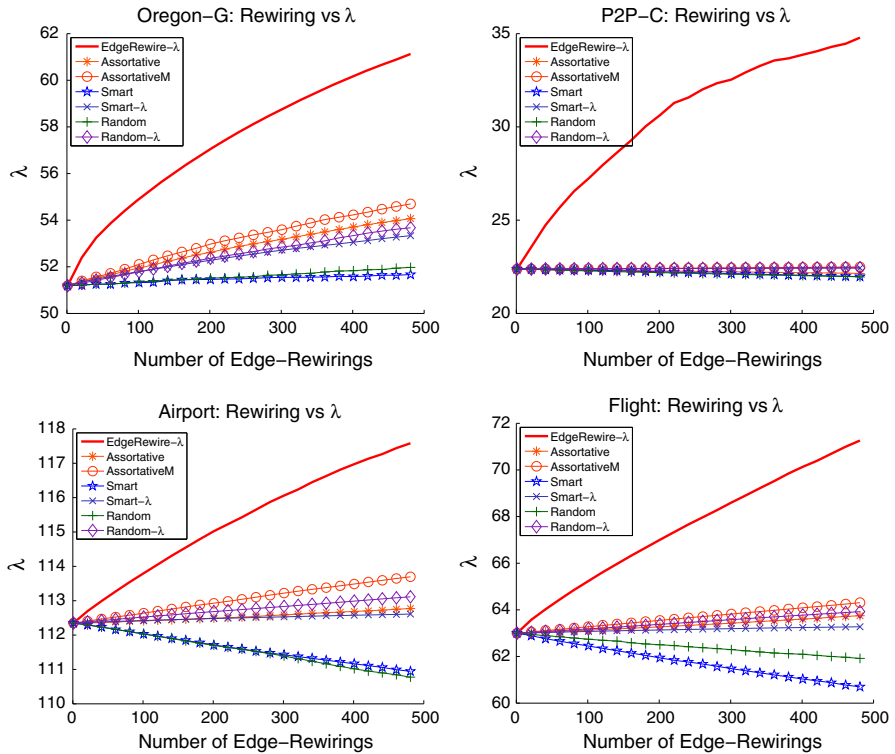 Oregon−G: Rewiring vs λ
62
60
58
56
54
52
50
λ
EdgeRewire-λ
Assortative
AssortativeM
Smart
Smart-λ
Random
Random-λ
0
100
200
300
400
500
Number of Edge−Rewirings
P2P−C: Rewiring vs λ
35
30
25
20
λ
EdgeRewire-λ
Assortative
AssortativeM
Smart
Smart-λ
Random
Random-λ
0
100
200
300
400
500
Number of Edge−Rewirings
Airport: Rewiring vs λ
118
117
116
115
114
113
112
111
110
λ
EdgeRewire-λ
Assortative
AssortativeM
Smart
Smart-λ
Random
Random-λ
0
100
200
300
400
500
Number of Edge−Rewirings
Flight: Rewiring vs λ
72
70
68
66
64
62
60
λ
EdgeRewire-λ
Assortative
AssortativeM
Smart
Smart-λ
Random
Random-λ
0
100
200
300
400
500
Number of Edge−Rewirings